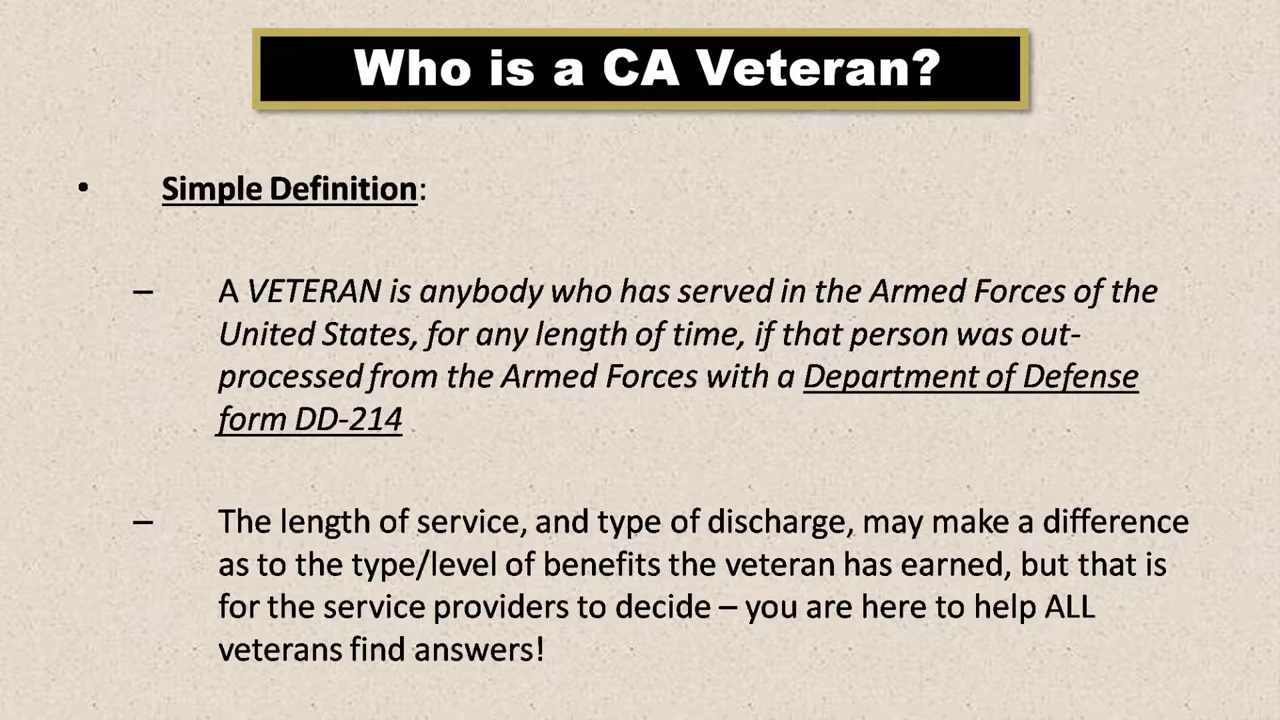 Who is a CA Veteran?
• Simple Definition:
– A VETERAN is anybody who has served in the Armed Forces of the
United States, for any length of time, if that person was out-
processed from the Armed Forces with a Department of Defense
form DD-214
– The length of service, and type of discharge, may make a difference
as to the type/level of benefits the veteran has earned, but that is
for the service providers to decide – you are here to help ALL
veterans find answers!